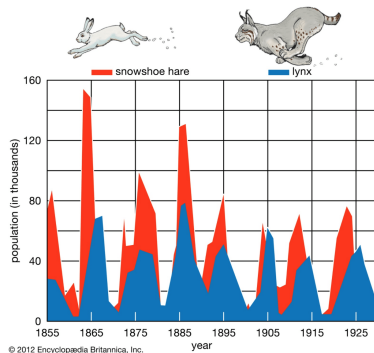 snowshoe hare
lynx
population (in thousands)
160
120
80
40
0
1855 1865 1875 1885 1895 1905 1915 1925
year
© 2012 Encyclopædia Britannica, Inc.